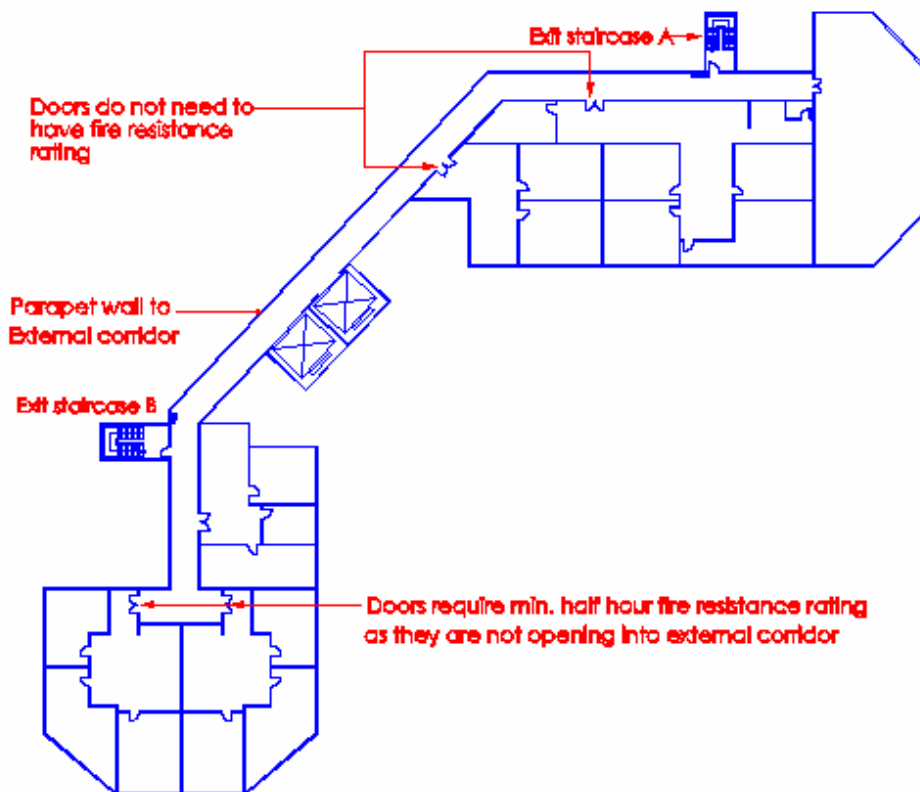 Exit staircase A
Doors do not need to
have fire resistance
rating
Parapet wall to
External corridor
Exit staircase B
Doors require min. half hour fire resistance rating
as they are not opening into external corridor